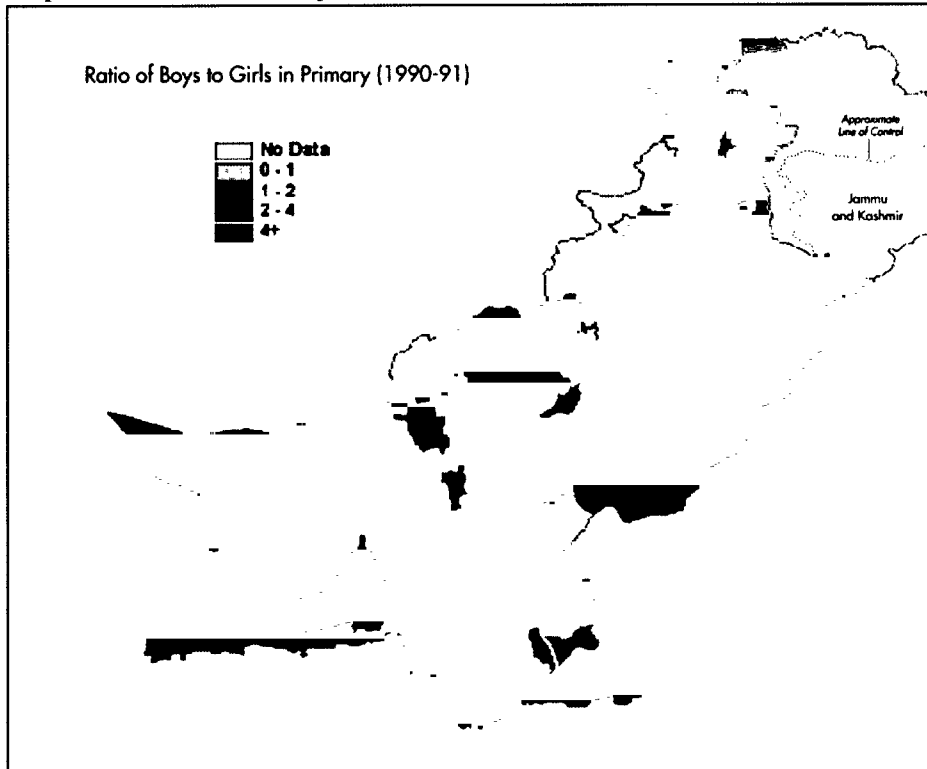 Ratio of Boys to Girls in Primary (1990-91)
No Data
0 - 1
1 - 2
2 - 4
4+
Approximate
Line of Control
Jammu
and Kashmir